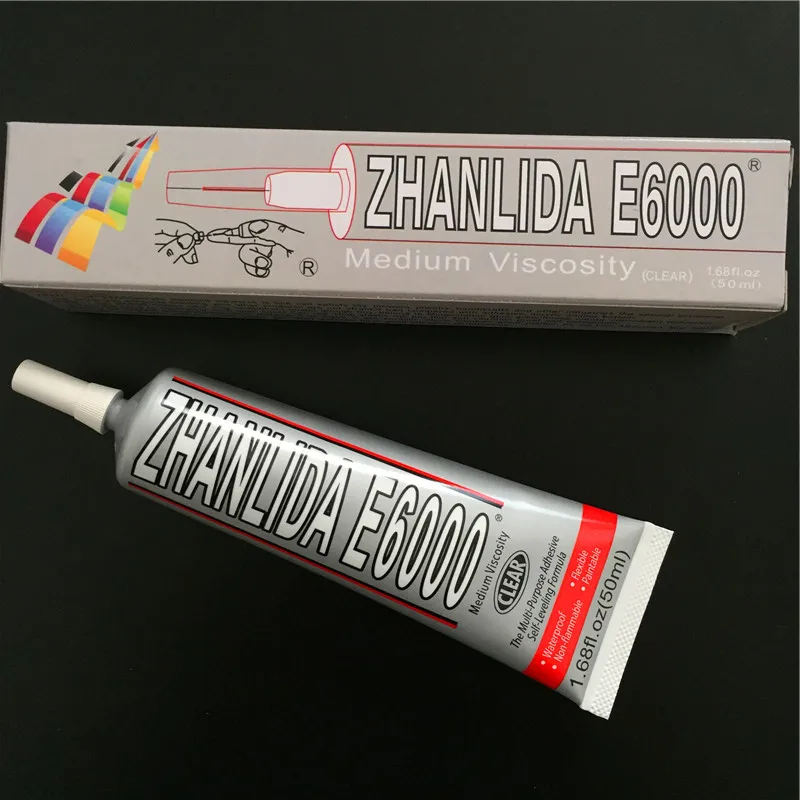 ZHANLIDA E6000®
Medium Viscosity (CLEAR) 1.68fl.oz
(50ml)
®
ZHANLIDA E6000®
Medium Viscosity
CLEAR
The Multi-Purpose Adhesive
Self-Leveling Formula
• Waterproof • Flexible
• Non-flammable • Paintable
1.68fl.oz(50ml)